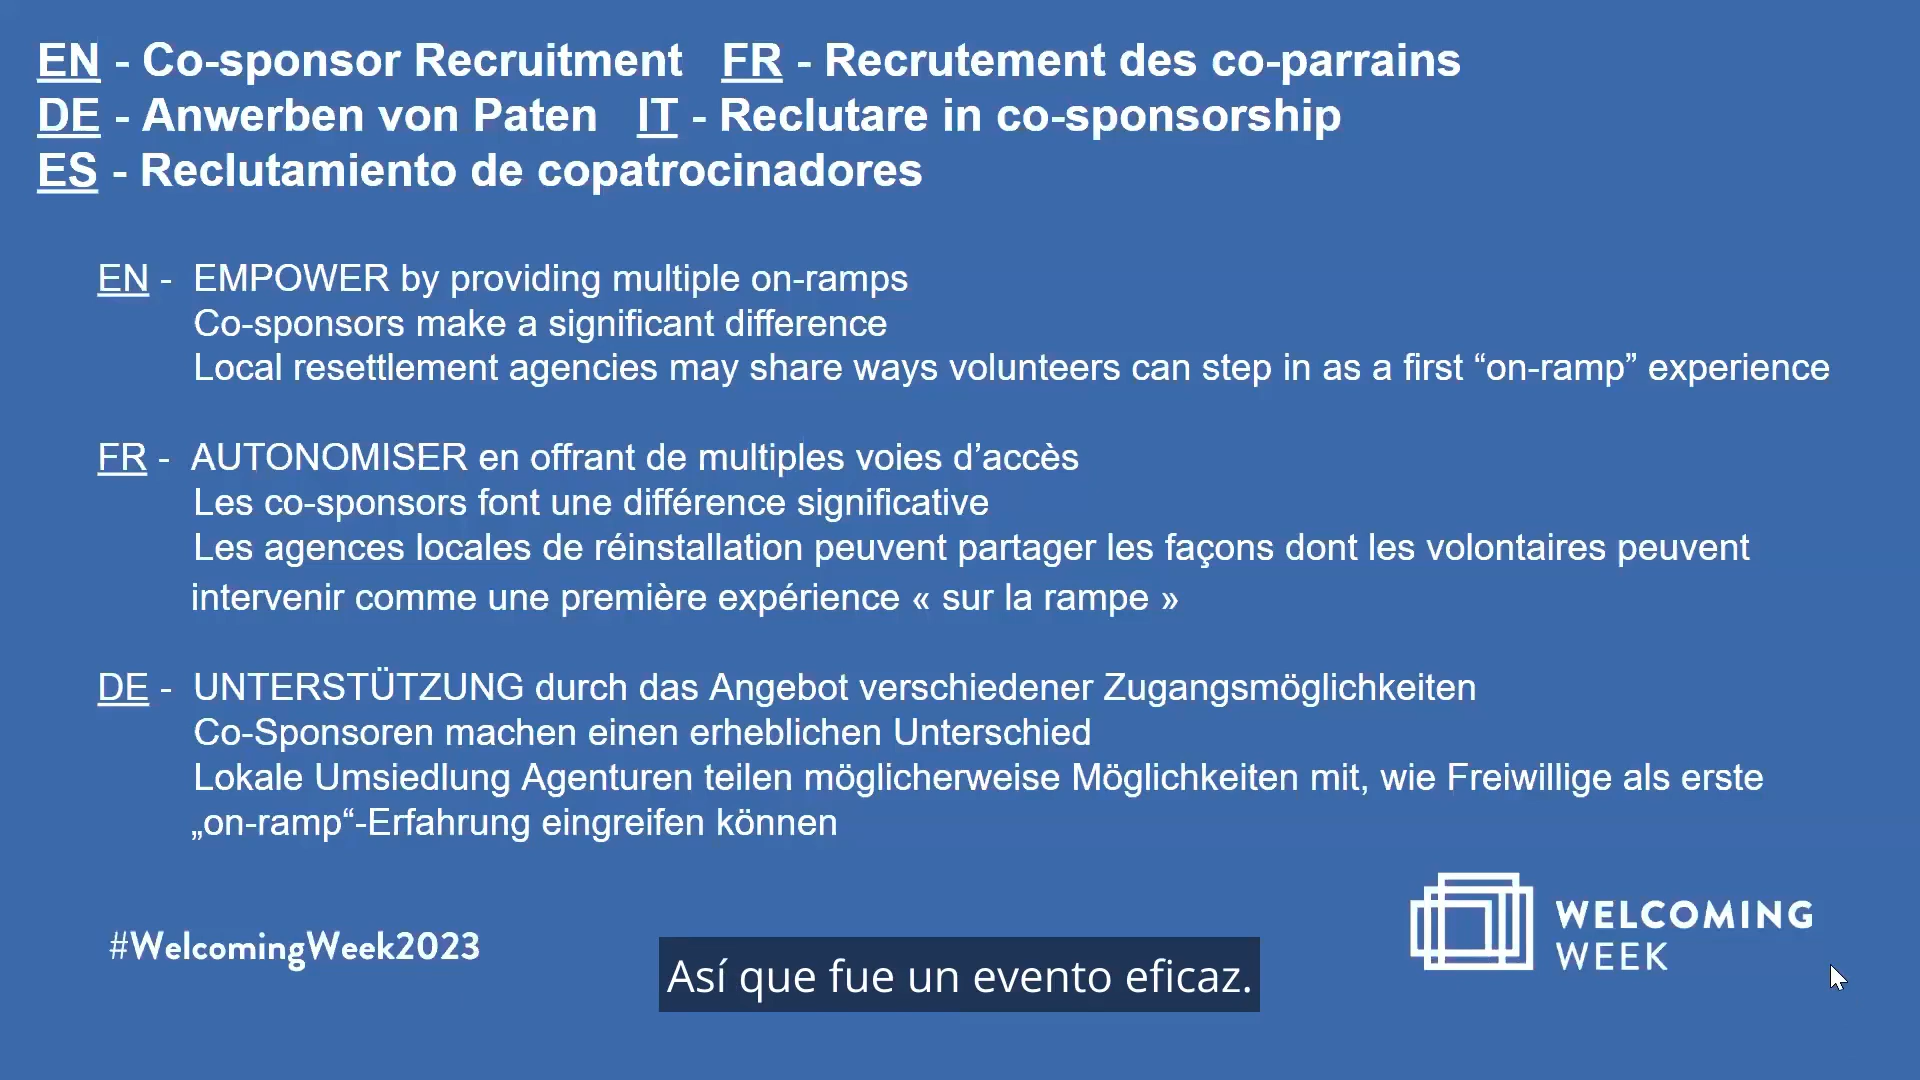 EN - Co-sponsor Recruitment FR - Recrutement des co-parrains
DE - Anwerben von Paten IT - Reclutare in co-sponsorship
ES - Reclutamiento de copatrocinadores
EN - EMPOWER by providing multiple on-ramps
Co-sponsors make a significant difference
Local resettlement agencies may share ways volunteers can step in as a first “on-ramp” experience
FR - AUTONOMISER en offrant de multiples voies d’accès
Les co-sponsors font une différence significative
Les agences locales de réinstallation peuvent partager les façons dont les volontaires peuvent
intervenir comme une première expérience « sur la rampe »
DE - UNTERSTÜTZUNG durch das Angebot verschiedener Zugangsmöglichkeiten
Co-Sponsoren machen einen erheblichen Unterschied
Lokale Umsiedlung Agenturen teilen möglicherweise Möglichkeiten mit, wie Freiwillige als erste
„on-ramp“-Erfahrung eingreifen können
#WelcomingWeek2023
WELCOMING
WEEK
Así que fue un evento eficaz.